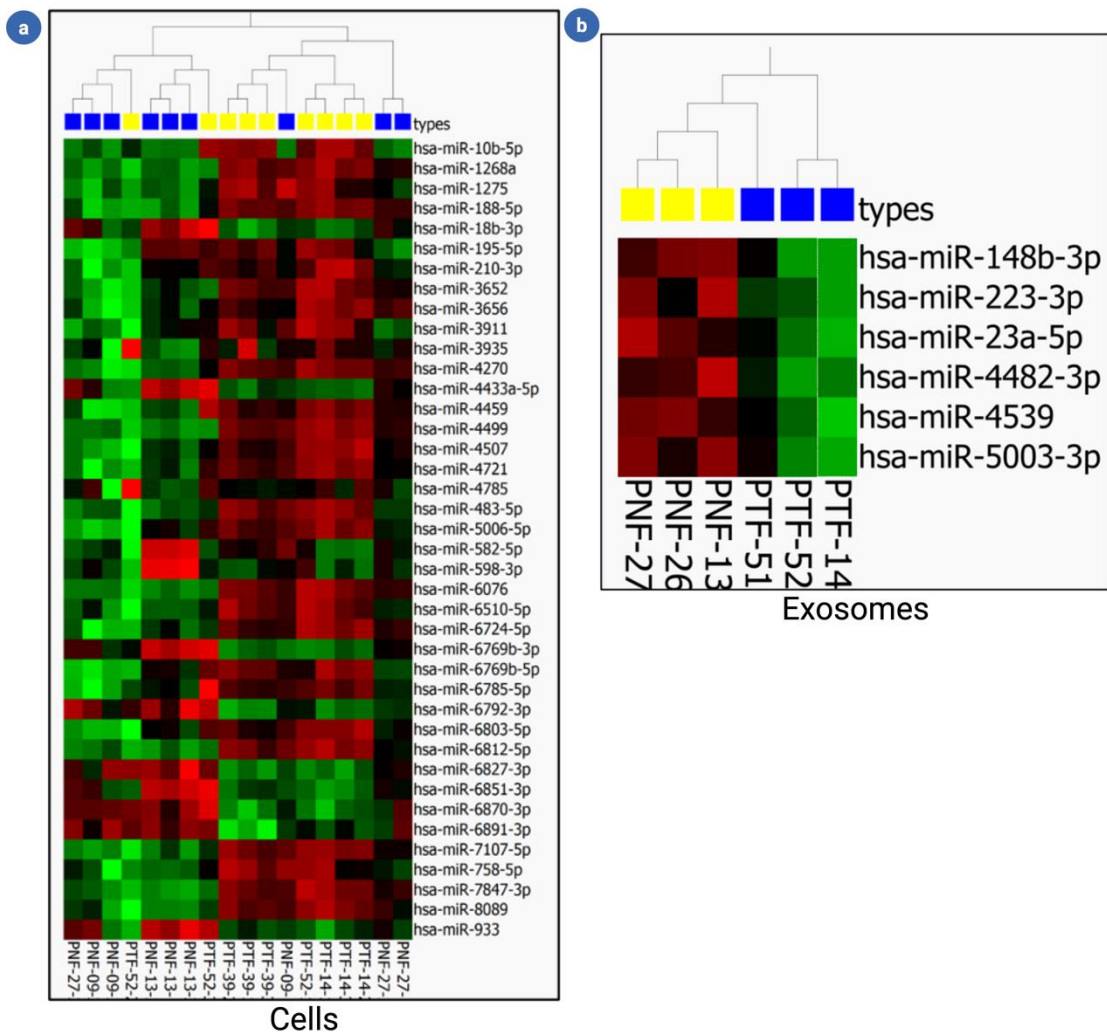 a
types
hsa-miR-10b-5p
hsa-miR-1268a
hsa-miR-1275
hsa-miR-188-5p
hsa-miR-18b-3p
hsa-miR-195-5p
hsa-miR-210-3p
hsa-miR-3652
hsa-miR-3656
hsa-miR-3911
hsa-miR-3935
hsa-miR-4270
hsa-miR-4433a-5p
hsa-miR-4459
hsa-miR-4499
hsa-miR-4507
hsa-miR-4721
hsa-miR-4785
hsa-miR-483-5p
hsa-miR-5006-5p
hsa-miR-582-5p
hsa-miR-598-3p
hsa-miR-6076
hsa-miR-6510-5p
hsa-miR-6724-5p
hsa-miR-6769b-3p
hsa-miR-6769b-5p
hsa-miR-6785-5p
hsa-miR-6792-3p
hsa-miR-6803-5p
hsa-miR-6812-5p
hsa-miR-6827-3p
hsa-miR-6851-3p
hsa-miR-6870-3p
hsa-miR-6891-3p
hsa-miR-7107-5p
hsa-miR-758-5p
hsa-miR-7847-3p
hsa-miR-8089
hsa-miR-933
PNF-27-
PNF-09-
PNF-09-
PTF-52-
PNF-13-
PNF-13-
PNF-13-
PTF-52-
PTF-39-
PTF-39-
PTF-39-
PNF-09-
PTF-52-
PTF-14-
PTF-14-
PTF-14-
PNF-27-
PNF-27-
Cells
b
types
hsa-miR-148b-3p
hsa-miR-223-3p
hsa-miR-23a-5p
hsa-miR-4482-3p
hsa-miR-4539
hsa-miR-5003-3p
PNF-27
PNF-26
PNF-13
PTF-51
PTF-52
PTF-14
Exosomes